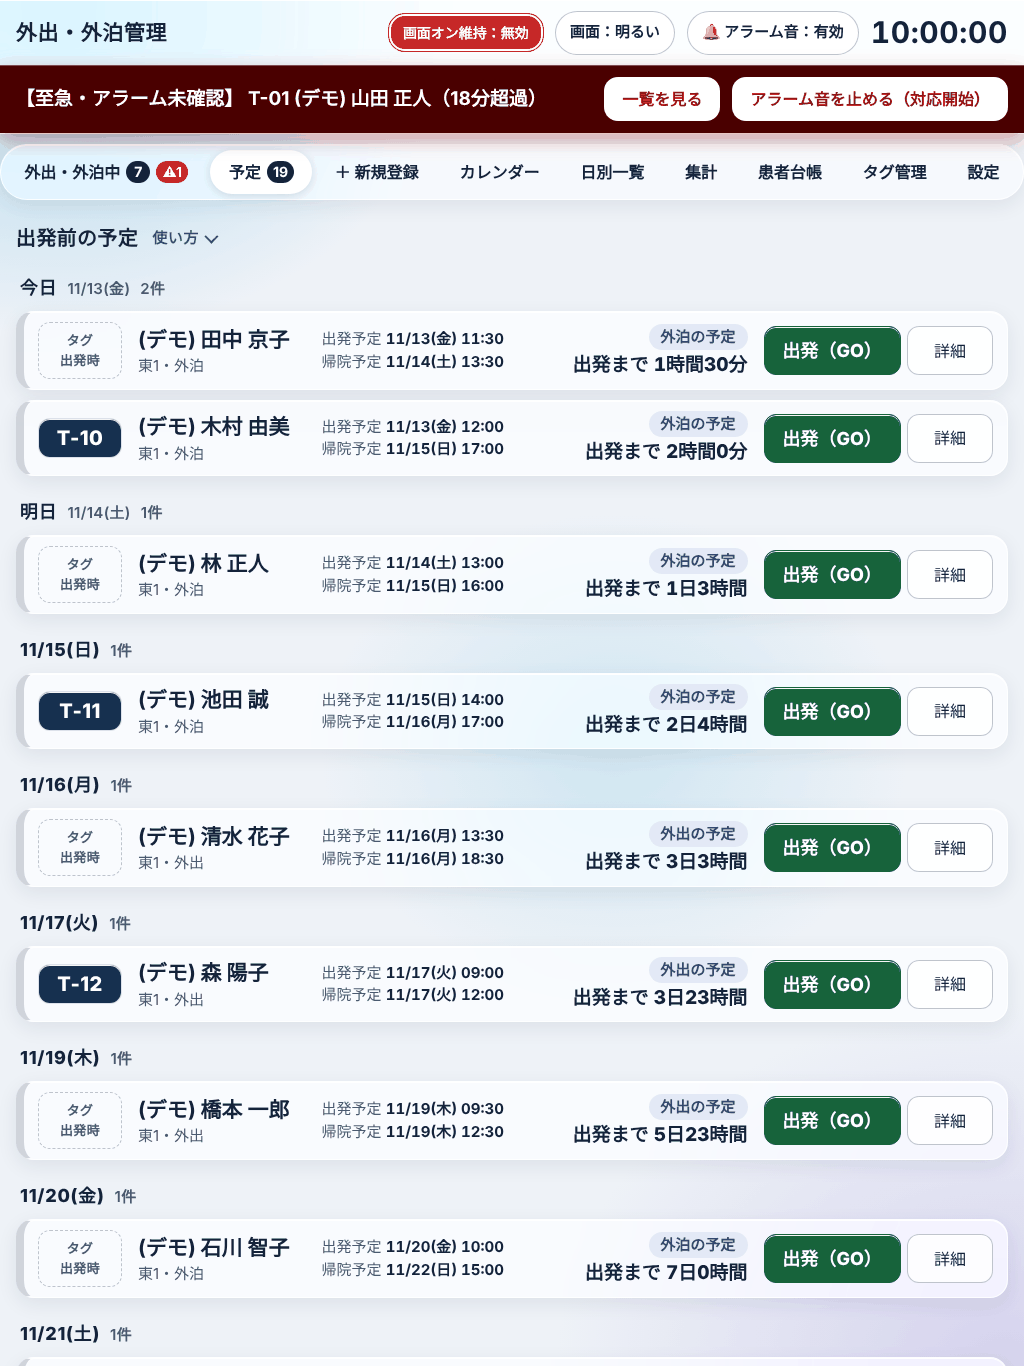 外出・外泊管理
画面オン維持：無効
画面：明るい
アラーム音：有効
10:00:00
【至急・アラーム未確認】 T-01 (デモ) 山田 正人（18分超過）
一覧を見る
アラーム音を止める（対応開始）
外出・外泊中 7 ⚠1
予定 19
＋ 新規登録
カレンダー
日別一覧
集計
患者台帳
タグ管理
設定
出発前の予定 使い方
今日 11/13(金) 2件
タグ
出発時
(デモ) 田中 京子
東1・外泊
出発予定 11/13(金) 11:30
帰院予定 11/14(土) 13:30
外泊の予定
出発まで 1時間30分
出発（GO）
詳細
T-10
(デモ) 木村 由美
東1・外泊
出発予定 11/13(金) 12:00
帰院予定 11/15(日) 17:00
外泊の予定
出発まで 2時間0分
出発（GO）
詳細
明日 11/14(土) 1件
タグ
出発時
(デモ) 林 正人
東1・外泊
出発予定 11/14(土) 13:00
帰院予定 11/15(日) 16:00
外泊の予定
出発まで 1日3時間
出発（GO）
詳細
11/15(日) 1件
T-11
(デモ) 池田 誠
東1・外泊
出発予定 11/15(日) 14:00
帰院予定 11/16(月) 17:00
外泊の予定
出発まで 2日4時間
出発（GO）
詳細
11/16(月) 1件
タグ
出発時
(デモ) 清水 花子
東1・外出
出発予定 11/16(月) 13:30
帰院予定 11/16(月) 18:30
外出の予定
出発まで 3日3時間
出発（GO）
詳細
11/17(火) 1件
T-12
(デモ) 森 陽子
東1・外出
出発予定 11/17(火) 09:00
帰院予定 11/17(火) 12:00
外出の予定
出発まで 3日23時間
出発（GO）
詳細
11/19(木) 1件
タグ
出発時
(デモ) 橋本 一郎
東1・外出
出発予定 11/19(木) 09:30
帰院予定 11/19(木) 12:30
外出の予定
出発まで 5日23時間
出発（GO）
詳細
11/20(金) 1件
タグ
出発時
(デモ) 石川 智子
東1・外泊
出発予定 11/20(金) 10:00
帰院予定 11/22(日) 15:00
外泊の予定
出発まで 7日0時間
出発（GO）
詳細
11/21(土) 1件